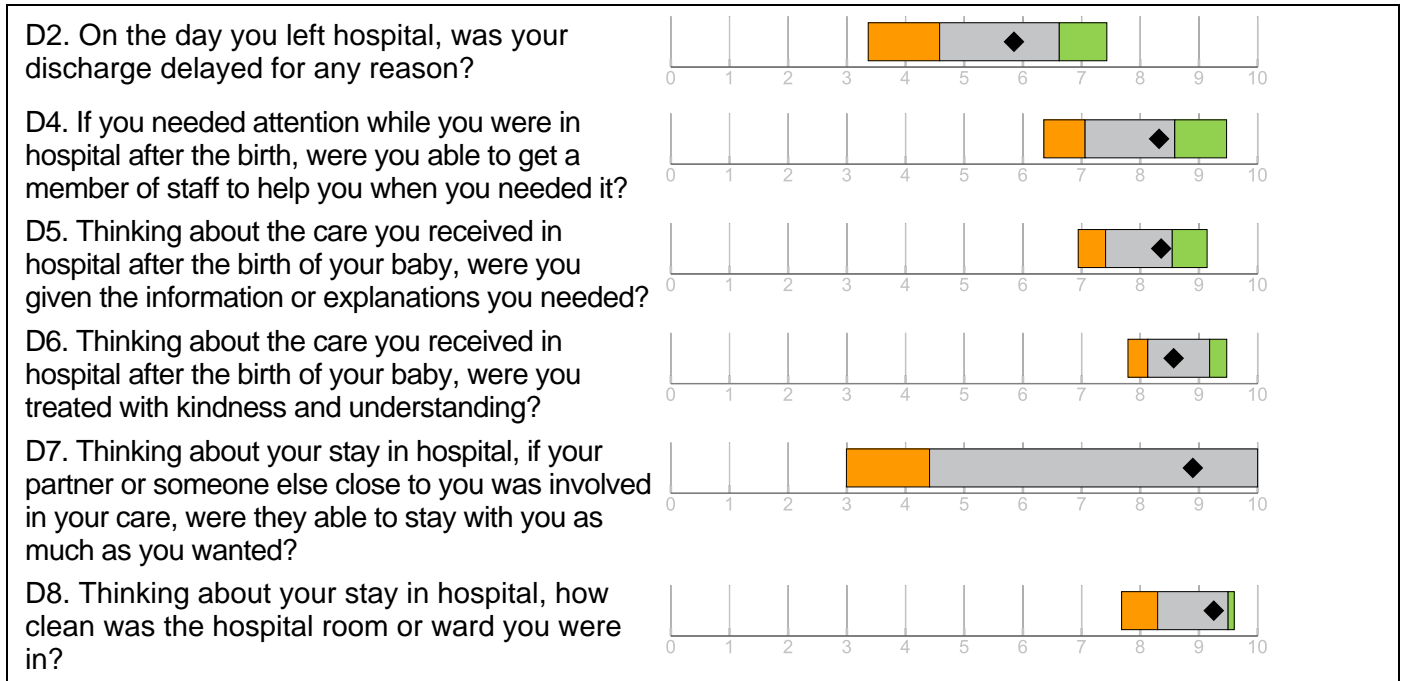 D2. On the day you left hospital, was your
discharge delayed for any reason?
0 1 2 3 4 5 6 7 8 9 10
D4. If you needed attention while you were in
hospital after the birth, were you able to get a
member of staff to help you when you needed it?
0 1 2 3 4 5 6 7 8 9 10
D5. Thinking about the care you received in
hospital after the birth of your baby, were you
given the information or explanations you needed?
0 1 2 3 4 5 6 7 8 9 10
D6. Thinking about the care you received in
hospital after the birth of your baby, were you
treated with kindness and understanding?
0 1 2 3 4 5 6 7 8 9 10
D7. Thinking about your stay in hospital, if your
partner or someone else close to you was involved
in your care, were they able to stay with you as
much as you wanted?
0 1 2 3 4 5 6 7 8 9 10
D8. Thinking about your stay in hospital, how
clean was the hospital room or ward you were
in?
0 1 2 3 4 5 6 7 8 9 10